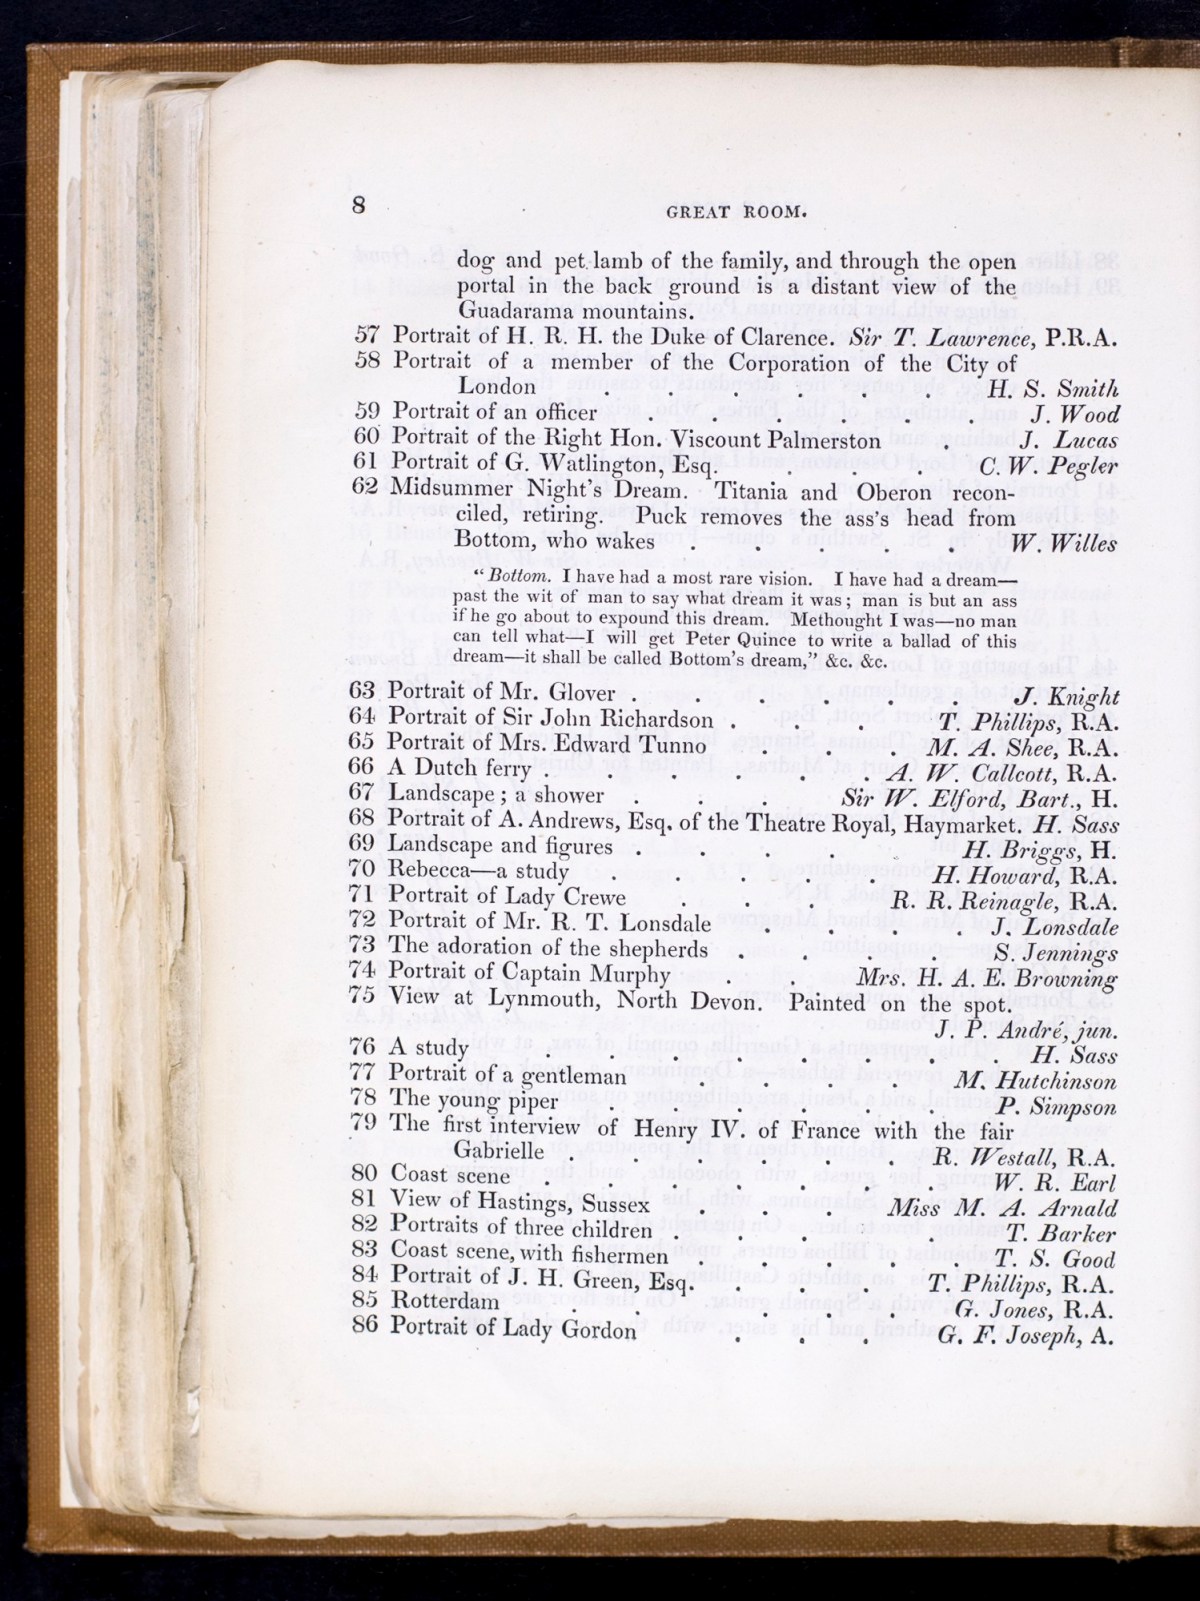 8
GREAT ROOM.
dog and pet lamb of the family, and through the open
portal in the back ground is a distant view of the
Guadarama mountains.
57 Portrait of H. R. H. the Duke of Clarence. Sir T. Lawrence, P.R.A.
58 Portrait of a member of the Corporation of the City of
London . . . . . . . H. S. Smith
59 Portrait of an officer . . . . . . J. Wood
60 Portrait of the Right Hon. Viscount Palmerston . J. Lucas
61 Portrait of G. Watlington, Esq. . . . . C. W. Pegler
62 Midsummer Night's Dream. Titania and Oberon recon-
ciled, retiring. Puck removes the ass's head from
Bottom, who wakes . . . . . W. Willes
"Bottom. I have had a most rare vision. I have had a dream—
past the wit of man to say what dream it was; man is but an ass
if he go about to expound this dream. Methought I was—no man
can tell what—I will get Peter Quince to write a ballad of this
dream—it shall be called Bottom's dream," &c. &c.
63 Portrait of Mr. Glover . . . . . J. Knight
64 Portrait of Sir John Richardson . . . T. Phillips, R.A.
65 Portrait of Mrs. Edward Tunno . . . M. A. Shee, R.A.
66 A Dutch ferry . . . . . . A. W. Callcott, R.A.
67 Landscape; a shower . . . Sir W. Elford, Bart., H.
68 Portrait of A. Andrews, Esq. of the Theatre Royal, Haymarket. H. Sass
69 Landscape and figures . . . . . H. Briggs, H.
70 Rebecca—a study . . . . . H. Howard, R.A.
71 Portrait of Lady Crewe . . . R. R. Reinagle, R.A.
72 Portrait of Mr. R. T. Lonsdale . . . . J. Lonsdale
73 The adoration of the shepherds . . . . S. Jennings
74 Portrait of Captain Murphy . . Mrs. H. A. E. Browning
75 View at Lynmouth, North Devon. Painted on the spot.
J. P. André, jun.
76 A study . . . . . . . . H. Sass
77 Portrait of a gentleman . . . . M. Hutchinson
78 The young piper . . . . . . P. Simpson
79 The first interview of Henry IV. of France with the fair
Gabrielle . . . . . . R. Westall, R.A.
80 Coast scene . . . . . . . W. R. Earl
81 View of Hastings, Sussex . . . Miss M. A. Arnald
82 Portraits of three children . . . . . T. Barker
83 Coast scene, with fishermen . . . . . T. S. Good
84 Portrait of J. H. Green, Esq. . . . T. Phillips, R.A.
85 Rotterdam . . . G. Jones, R.A.
86 Portrait of Lady Gordon . . . G. F. Joseph, A.